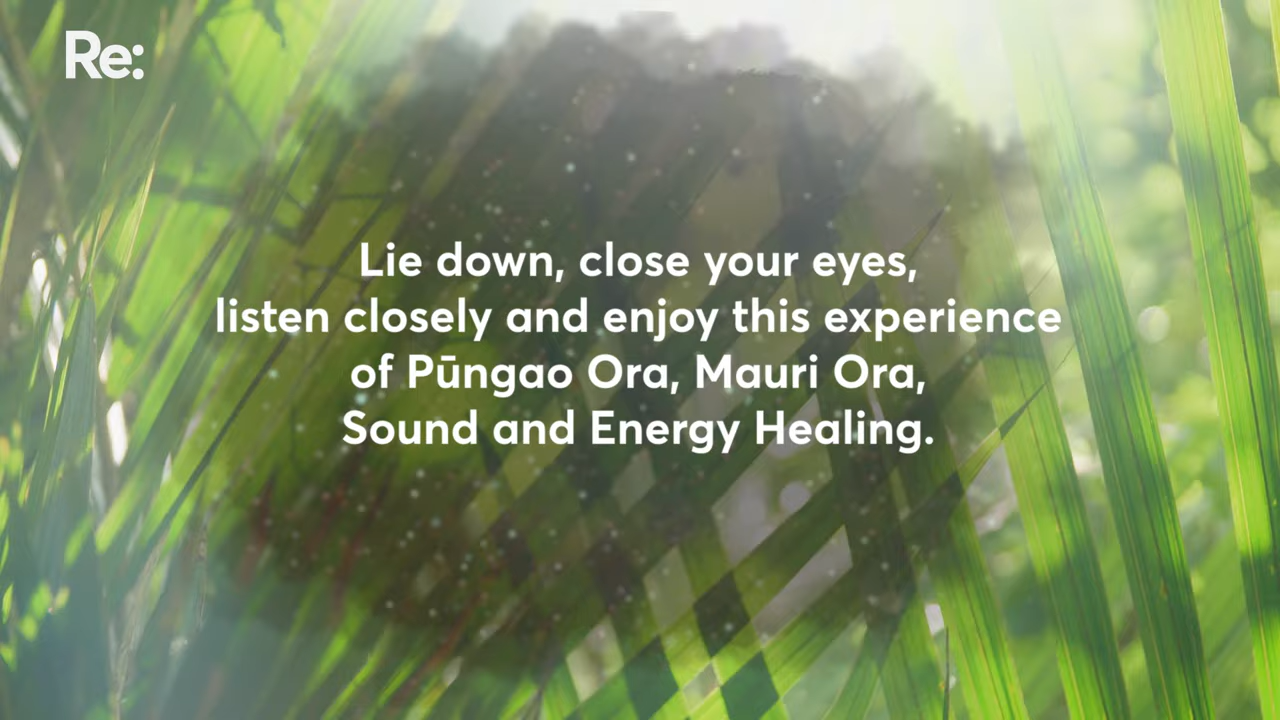 Re:
Lie down, close your eyes,
listen closely and enjoy this experience
of Pūngao Ora, Mauri Ora,
Sound and Energy Healing.